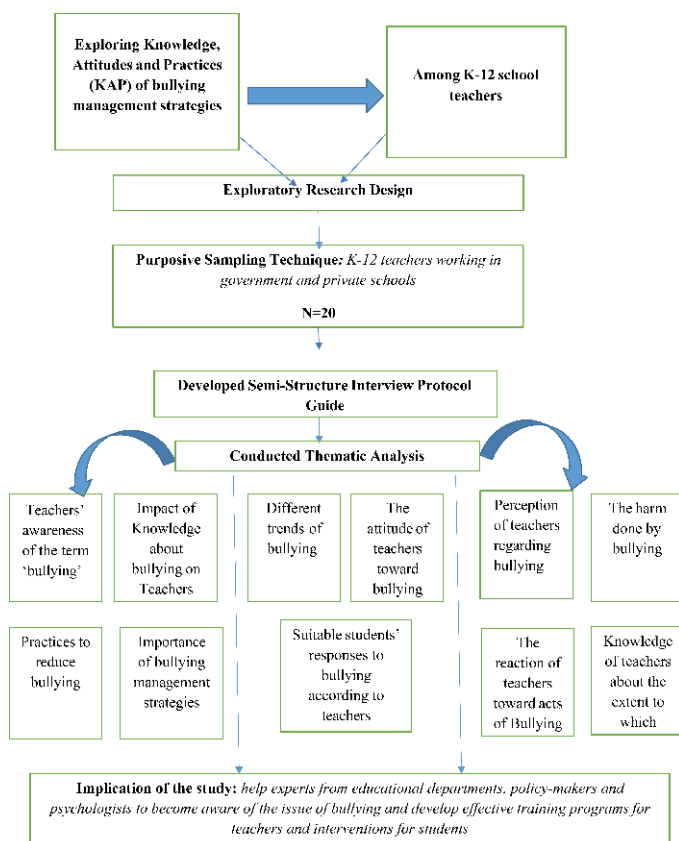 Exploring Knowledge,
Attitudes and Practices
(KAP) of bullying
management strategies
Among K-12 school
teachers
Exploratory Research Design
Purposive Sampling Technique: K-12 teachers working in
government and private schools
N=20
Developed Semi-Structure Interview Protocol
Guide
Conducted Thematic Analysis
Teachers’
awareness
of the term
‘bullying’
Impact of
Knowledge
about
bullying on
Teachers
Different
trends of
bullying
The
attitude of
teachers
toward
bullying
Perception
of teachers
regarding
bullying
The harm
done by
bullying
Practices to
reduce
bullying
Importance
of bullying
management
strategies
Suitable students’
responses to
bullying
according to
teachers
The
reaction of
teachers
toward acts
of Bullying
Knowledge
of teachers
about the
extent to
which
Implication of the study: help experts from educational departments, policy-makers and
psychologists to become aware of the issue of bullying and develop effective training programs for
teachers and interventions for students